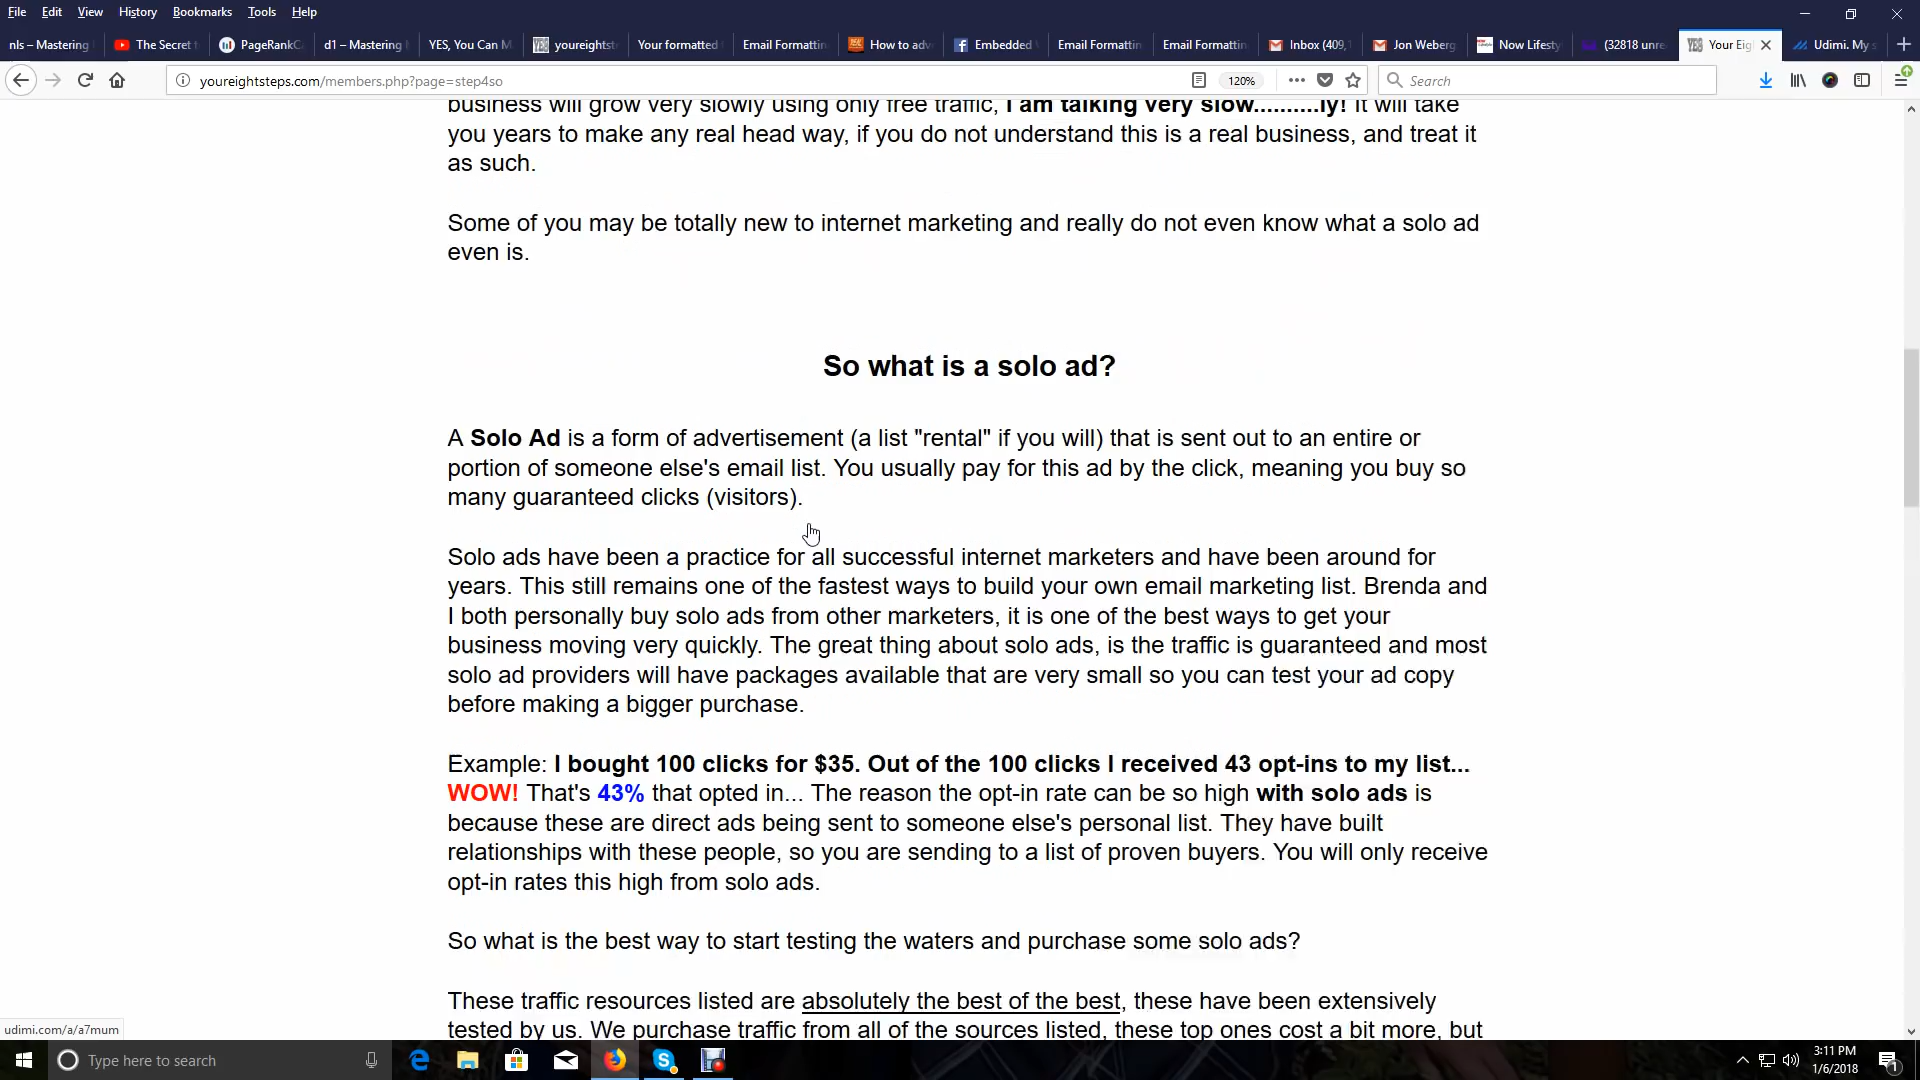 File Edit View History Bookmarks Tools Help
nls – Mastering The Secret t PageRankC d1 – Mastering YES, You Can M youreightst Your formatted Email Formattin How to adv Embedded Email Formattin Email Formattin Inbox (409, Jon Weberg Now Lifesty (32818 unre Your Eig Udimi. My s
youreightsteps.com/members.php?page=step4so 120% Search
business will grow very slowly using only free traffic, I am talking very slow..........ly! It will take
you years to make any real head way, if you do not understand this is a real business, and treat it
as such.
Some of you may be totally new to internet marketing and really do not even know what a solo ad
even is.
So what is a solo ad?
A Solo Ad is a form of advertisement (a list "rental" if you will) that is sent out to an entire or
portion of someone else's email list. You usually pay for this ad by the click, meaning you buy so
many guaranteed clicks (visitors).
Solo ads have been a practice for all successful internet marketers and have been around for
years. This still remains one of the fastest ways to build your own email marketing list. Brenda and
I both personally buy solo ads from other marketers, it is one of the best ways to get your
business moving very quickly. The great thing about solo ads, is the traffic is guaranteed and most
solo ad providers will have packages available that are very small so you can test your ad copy
before making a bigger purchase.
Example: I bought 100 clicks for $35. Out of the 100 clicks I received 43 opt-ins to my list...
WOW! That's 43% that opted in... The reason the opt-in rate can be so high with solo ads is
because these are direct ads being sent to someone else's personal list. They have built
relationships with these people, so you are sending to a list of proven buyers. You will only receive
opt-in rates this high from solo ads.
So what is the best way to start testing the waters and purchase some solo ads?
These traffic resources listed are absolutely the best of the best, these have been extensively
tested by us. We purchase traffic from all of the sources listed, these top ones cost a bit more, but
udimi.com/a/a7mum
Type here to search
3:11 PM
1/6/2018